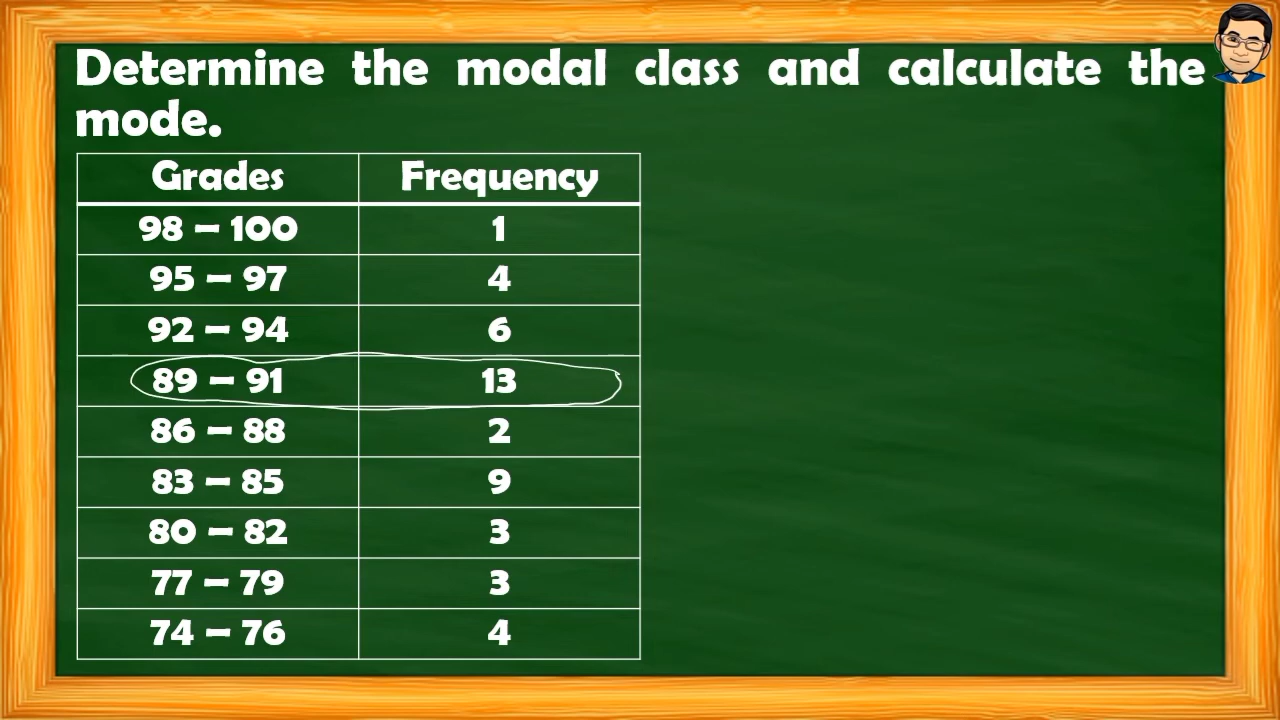 Determine the modal class and calculate the
mode.
Grades Frequency
98 – 100 1
95 – 97 4
92 – 94 6
89 – 91 13
86 – 88 2
83 – 85 9
80 – 82 3
77 – 79 3
74 – 76 4